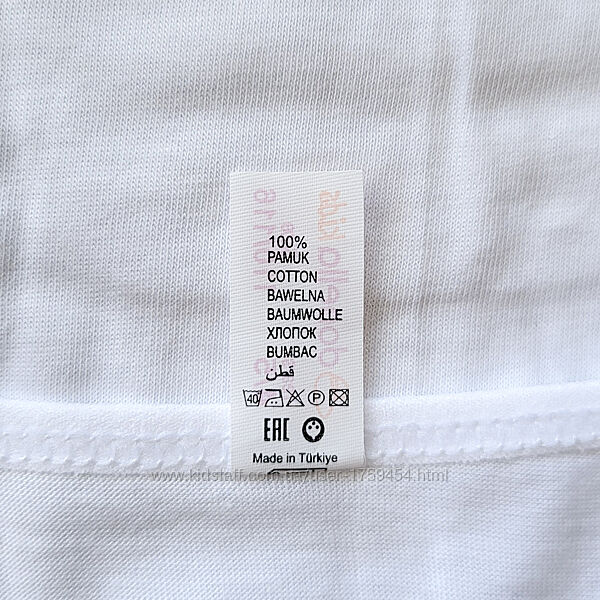 100%
PAMUK
COTTON
BAWELNA
BAUMWOLLE
ХЛОПОК
BUMBAC
قطن
40 P
EAC
Made in Türkiye